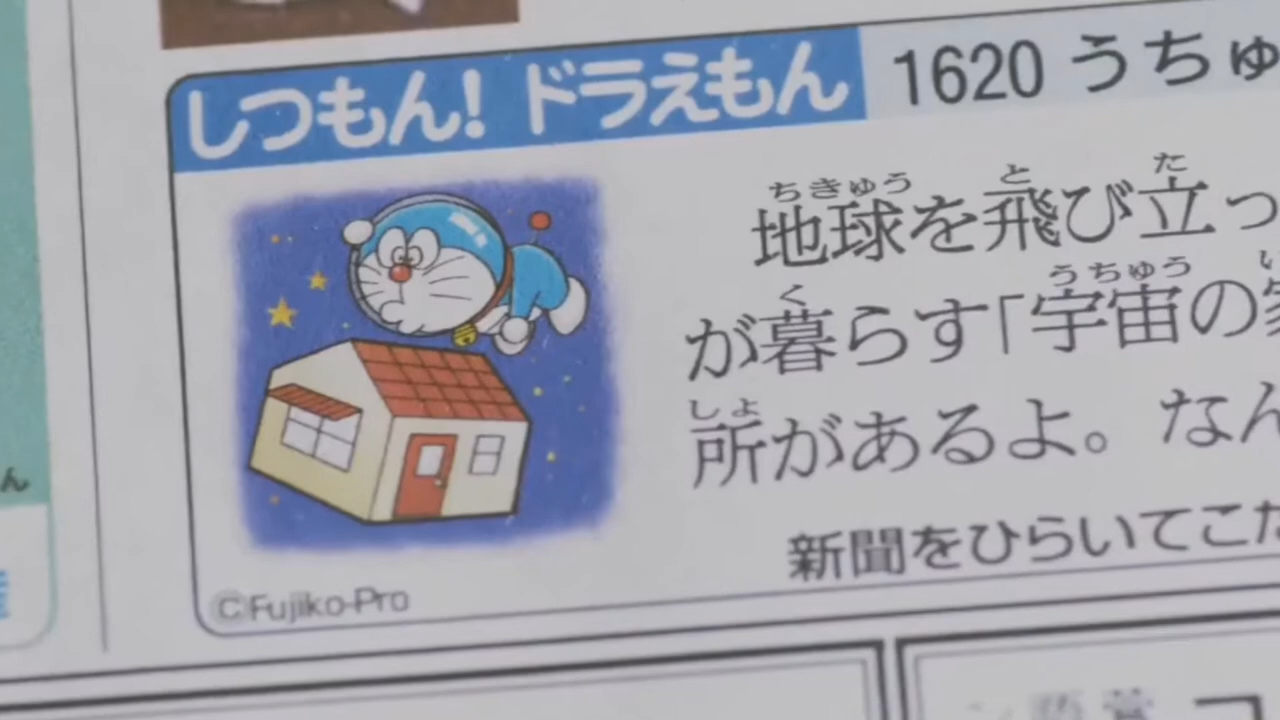 しつもん！ドラえもん 1620 うちゅ
地球を飛び立っ
ちきゅう と た
が暮らす「宇宙の
く うちゅう
所があるよ。なん
しょ
新聞をひらいてこた
©Fujiko-Pro
ん